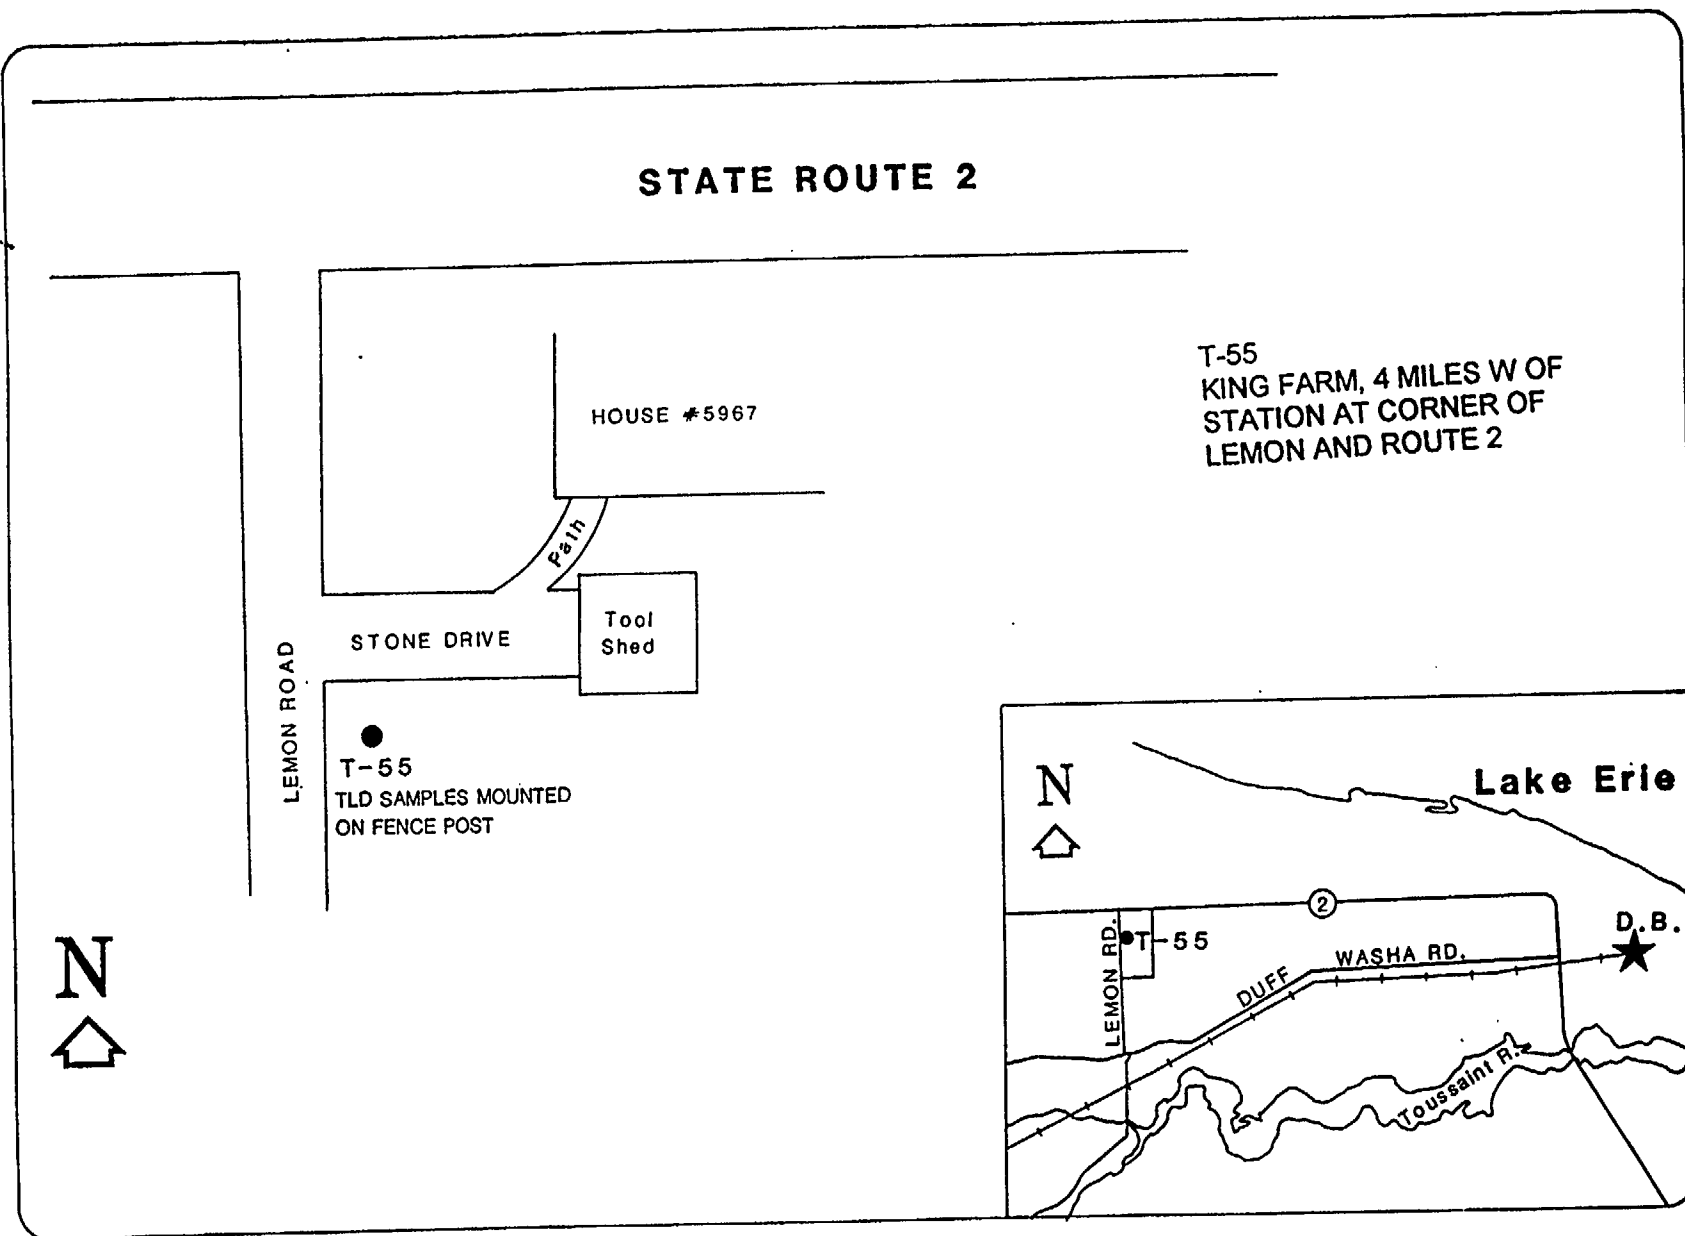 STATE ROUTE 2
T-55
KING FARM, 4 MILES W OF
STATION AT CORNER OF
LEMON AND ROUTE 2
HOUSE #5967
Path
Tool
Shed
STONE DRIVE
LEMON ROAD
T-55
TLD SAMPLES MOUNTED
ON FENCE POST
N
N
Lake Erie
2
D.B.
T-55
LEMON RD.
DUFF
WASHA RD.
Toussaint R.